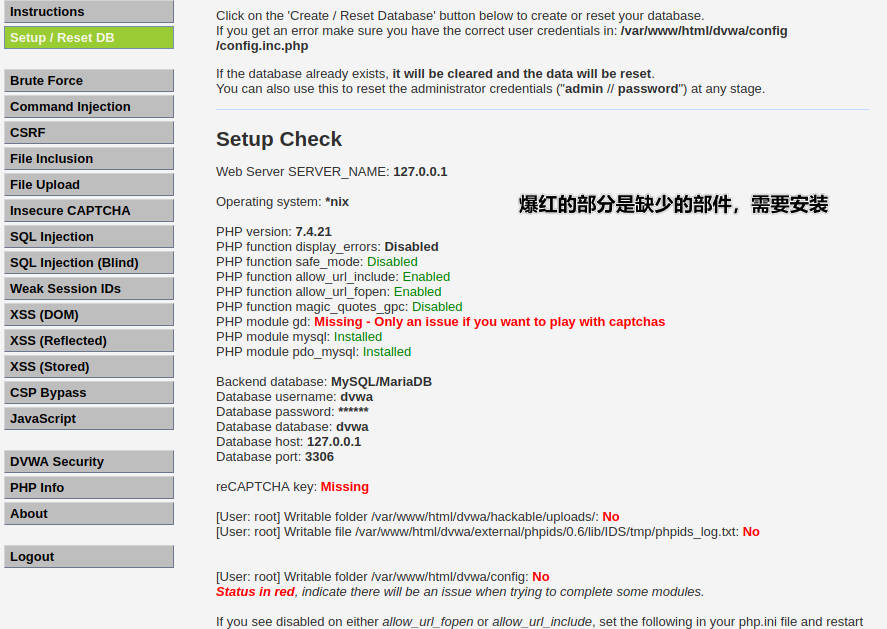 Instructions
Setup / Reset DB
Brute Force
Command Injection
CSRF
File Inclusion
File Upload
Insecure CAPTCHA
SQL Injection
SQL Injection (Blind)
Weak Session IDs
XSS (DOM)
XSS (Reflected)
XSS (Stored)
CSP Bypass
JavaScript
DVWA Security
PHP Info
About
Logout
Click on the 'Create / Reset Database' button below to create or reset your database.
If you get an error make sure you have the correct user credentials in: /var/www/html/dvwa/config
/config.inc.php
If the database already exists, it will be cleared and the data will be reset.
You can also use this to reset the administrator credentials ("admin // password") at any stage.
Setup Check
Web Server SERVER_NAME: 127.0.0.1
Operating system: *nix
爆红的部分是缺少的部件，需要安装
PHP version: 7.4.21
PHP function display_errors: Disabled
PHP function safe_mode: Disabled
PHP function allow_url_include: Enabled
PHP function allow_url_fopen: Enabled
PHP function magic_quotes_gpc: Disabled
PHP module gd: Missing - Only an issue if you want to play with captchas
PHP module mysql: Installed
PHP module pdo_mysql: Installed
Backend database: MySQL/MariaDB
Database username: dvwa
Database password: ******
Database database: dvwa
Database host: 127.0.0.1
Database port: 3306
reCAPTCHA key: Missing
[User: root] Writable folder /var/www/html/dvwa/hackable/uploads/: No
[User: root] Writable file /var/www/html/dvwa/external/phpids/0.6/lib/IDS/tmp/phpids_log.txt: No
[User: root] Writable folder /var/www/html/dvwa/config: No
Status in red, indicate there will be an issue when trying to complete some modules.
If you see disabled on either allow_url_fopen or allow_url_include, set the following in your php.ini file and restart